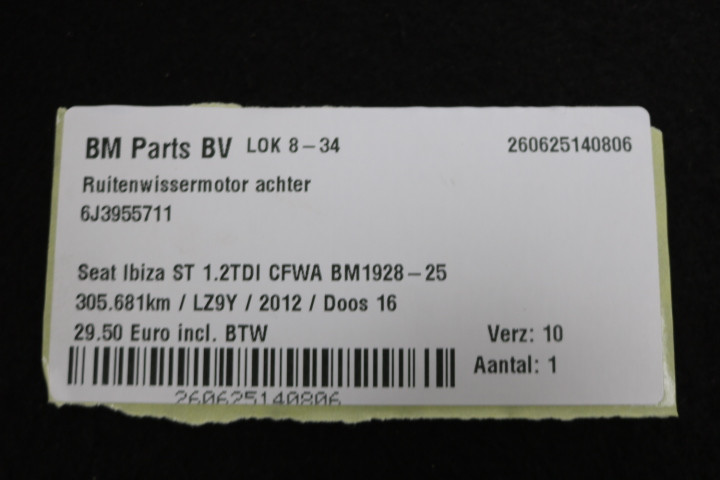 BM Parts BV LOK 8-34 260625140806
Ruitenwissermotor achter
6J3955711
Seat Ibiza ST 1.2TDI CFWA BM1928-25
305.681km / LZ9Y / 2012 / Doos 16
29.50 Euro incl. BTW Verz: 10
Aantal: 1
260625140806